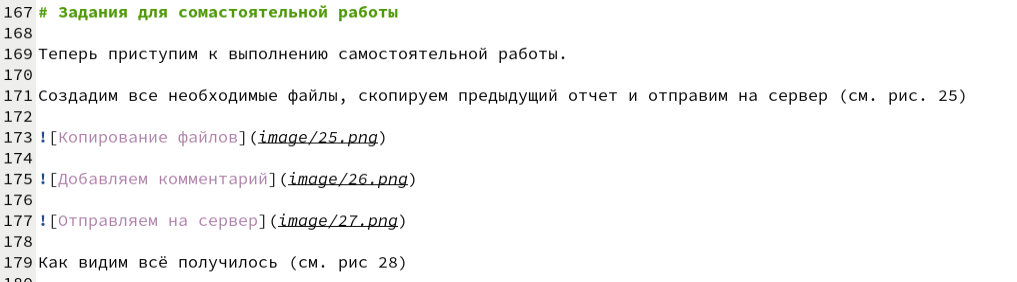 167 # Задания для сомастоятельной работы
168
169 Теперь приступим к выполнению самостоятельной работы.
170
171 Создадим все необходимые файлы, скопируем предыдущий отчет и отправим на сервер (см. рис. 25)
172
173 ![Копирование файлов](image/25.png)
174
175 ![Добавляем комментарий](image/26.png)
176
177 ![Отправляем на сервер](image/27.png)
178
179 Как видим всё получилось (см. рис 28)
180